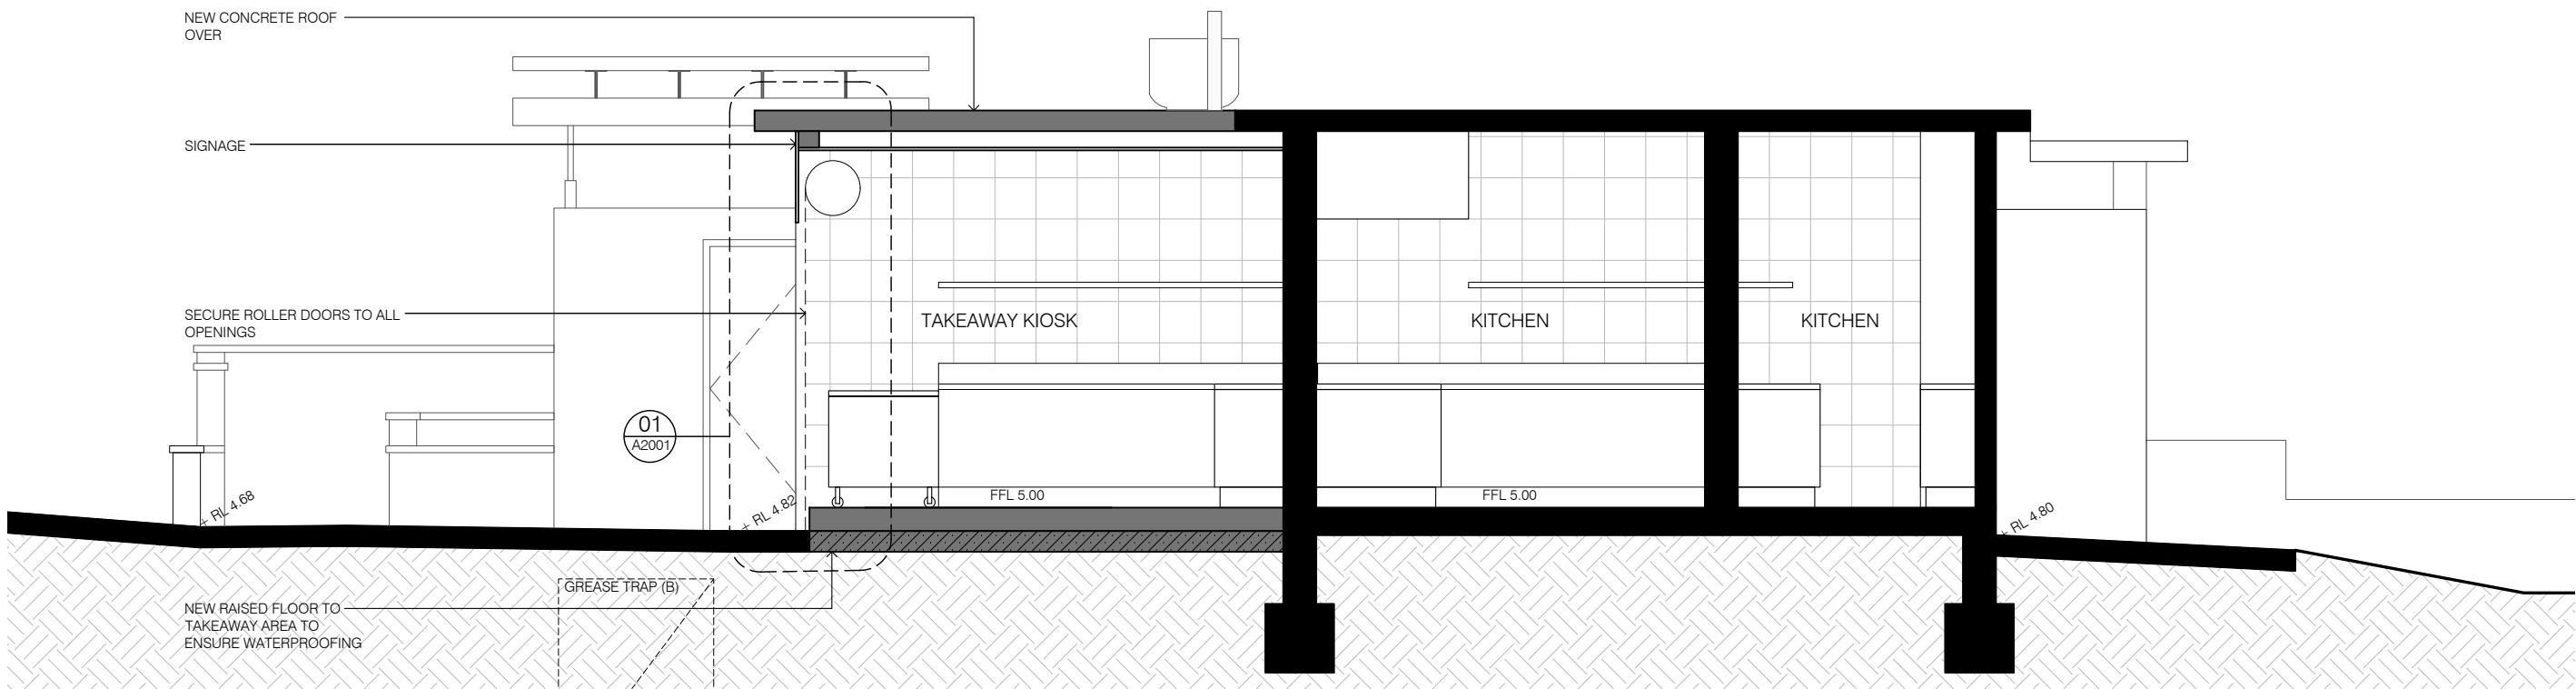 NEW CONCRETE ROOF
OVER
SIGNAGE
SECURE ROLLER DOORS TO ALL
OPENINGS
TAKEAWAY KIOSK
KITCHEN
KITCHEN
01
A2001
+ RL 4.68
+ RL 4.82
FFL 5.00
FFL 5.00
+ RL 4.80
GREASE TRAP (B)
NEW RAISED FLOOR TO
TAKEAWAY AREA TO
ENSURE WATERPROOFING